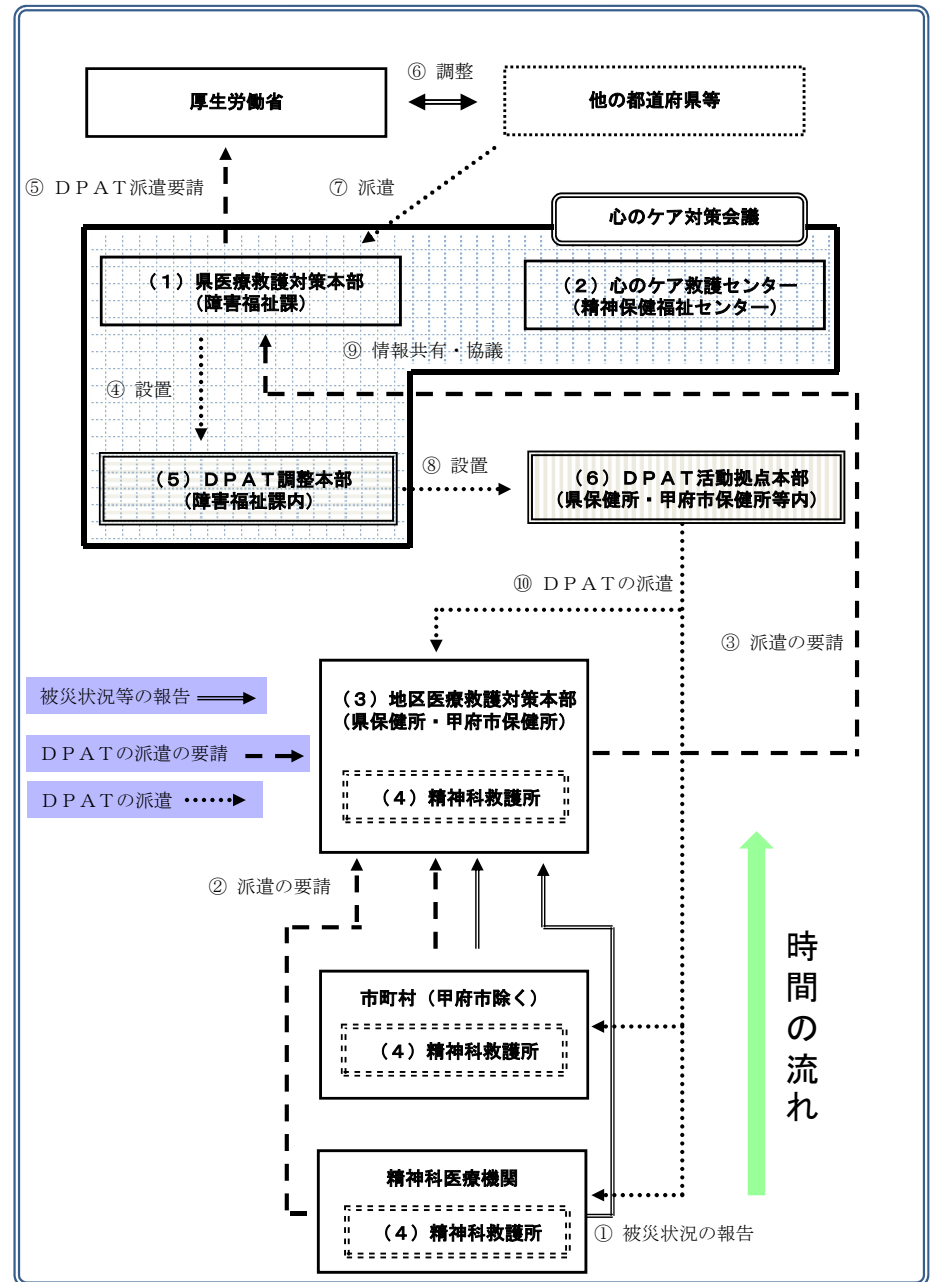 ⑥ 調整
厚生労働省
他の都道府県等
⑤ DPAT派遣要請
⑦ 派遣
心のケア対策会議
(1)県医療救護対策本部
(障害福祉課)
(2)心のケア救護センター
(精神保健福祉センター)
⑨ 情報共有・協議
④ 設置
(5)DPAT調整本部
(障害福祉課内)
⑧ 設置
(6)DPAT活動拠点本部
(県保健所・甲府市保健所等内)
⑩ DPATの派遣
③ 派遣の要請
(3)地区医療救護対策本部
(県保健所・甲府市保健所)
(4)精神科救護所
被災状況等の報告
DPATの派遣の要請
DPATの派遣
② 派遣の要請
市町村(甲府市除く)
(4)精神科救護所
精神科医療機関
(4)精神科救護所
① 被災状況の報告
時間の流れ